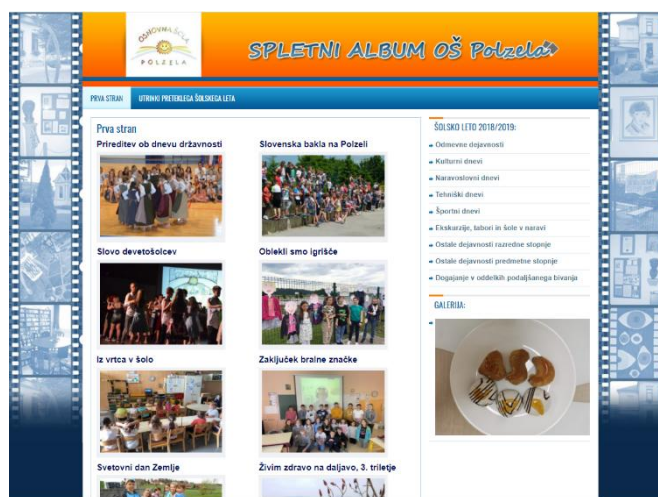 OSNOVNA ŠOLA
POLZELA
SPLETNI ALBUM OŠ Polzela
PRVA STRAN
UTRINKI PRETEKLEGA ŠOLSKEGA LETA
Prva stran
Prireditev ob dnevu državnosti
Slovenska bakla na Polzeli
Slovo devetošolcev
Oblekli smo igrišče
Iz vrtca v šolo
Zaključek bralne značke
Svetovni dan Zemlje
Živim zdravo na daljavo, 3. triletje
ŠOLSKO LETO 2018/2019:
Odmevne dejavnosti
Kulturni dnevi
Naravoslovni dnevi
Tehniški dnevi
Športni dnevi
Ekskurzije, tabori in šole v naravi
Ostale dejavnosti razredne stopnje
Ostale dejavnosti predmetne stopnje
Dogajanje v oddelkih podaljšanega bivanja
GALERIJA: